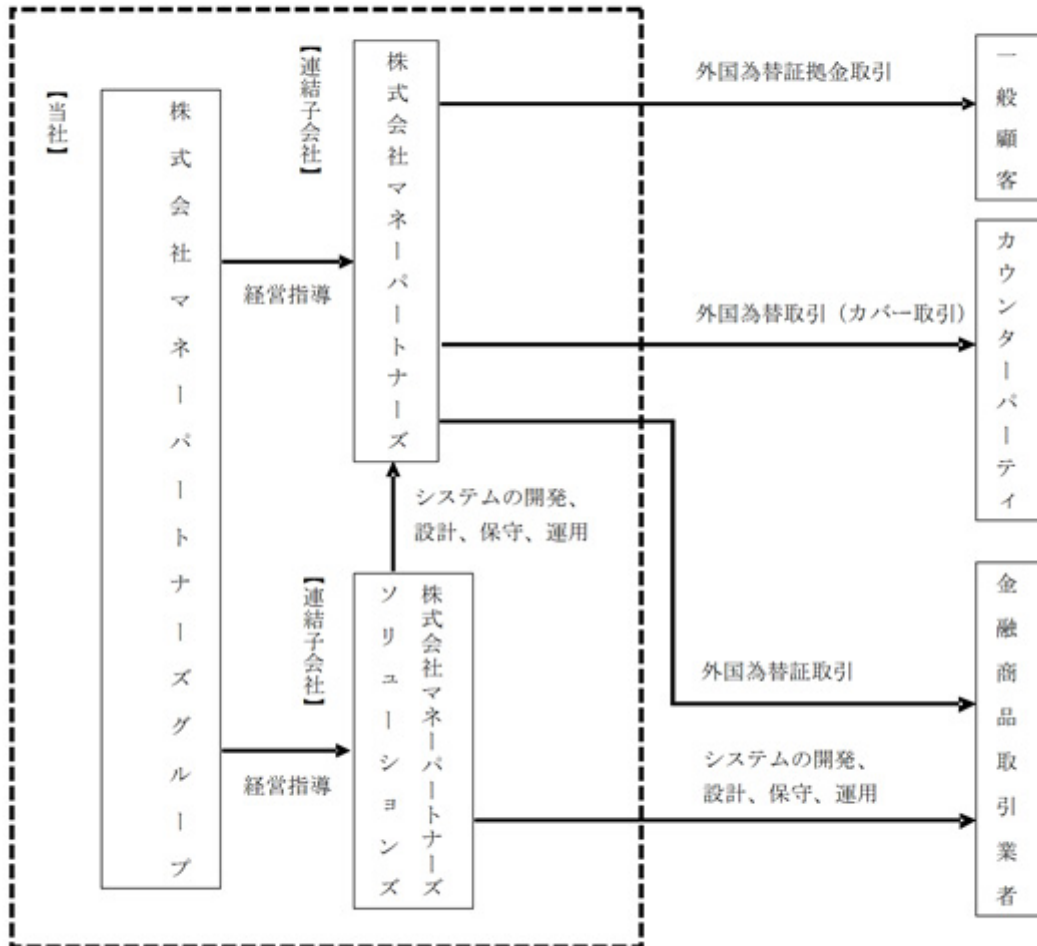 【当社】
株式会社マネーパートナーズグループ
経営指導
経営指導
【連結子会社】
株式会社マネーパートナーズ
システムの開発、
設計、保守、運用
【連結子会社】
株式会社マネーパートナーズ
ソリューションズ
外国為替証拠金取引
一般顧客
外国為替取引（カバー取引）
カウンターパーティ
外国為替証取引
システムの開発、
設計、保守、運用
金融商品取引業者